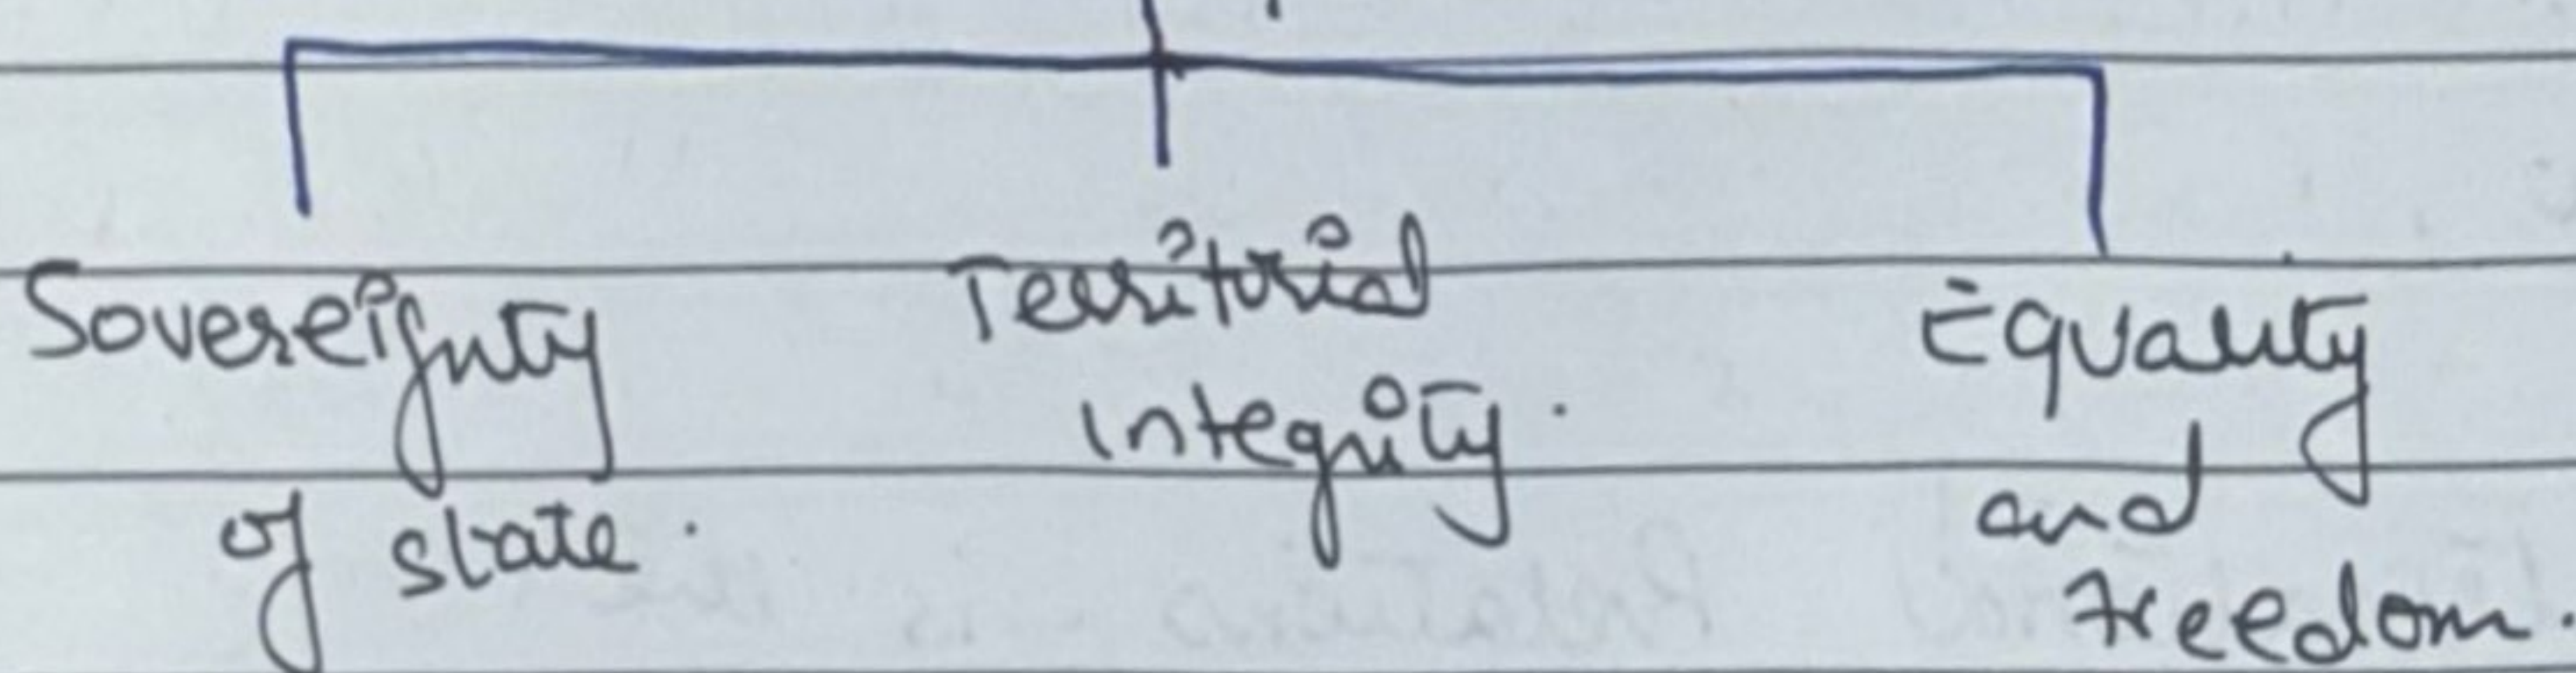 Sovereignty
of state.
Territorial
integrity.
Equality
and
freedom.